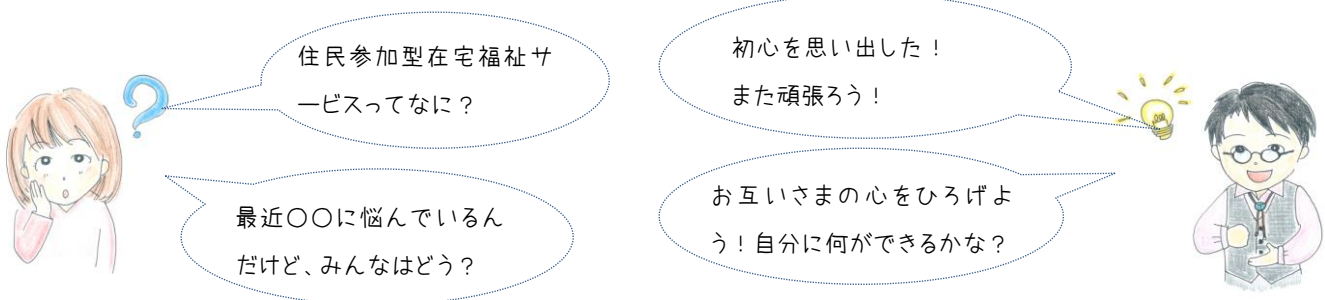 住民参加型在宅福祉サ
ービスってなに？
最近〇〇に悩んでいるん
だけど、みんなはどう？
初心を思い出した！
また頑張ろう！
お互いさまの心をひろげよ
う！自分に何ができるかな？